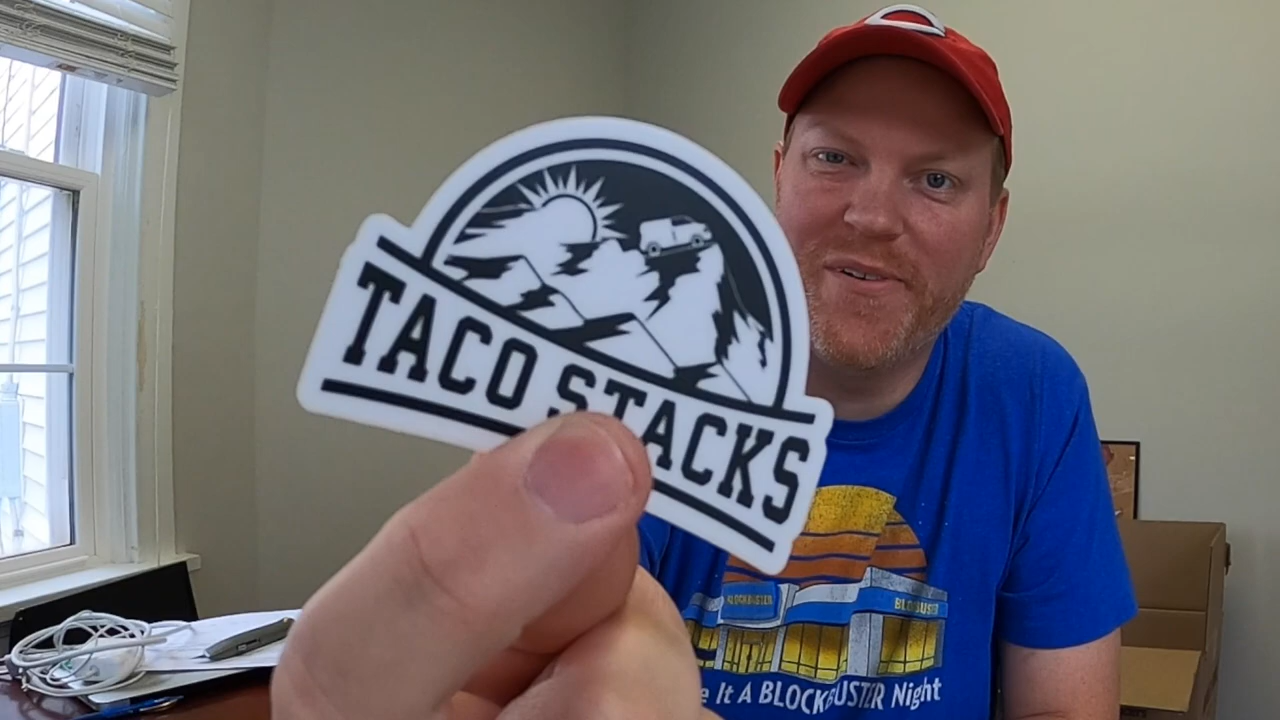 TACO STACKS
BLOCKBUSTER
BLOCKBUSTER
e It A BLOCKBUSTER Night